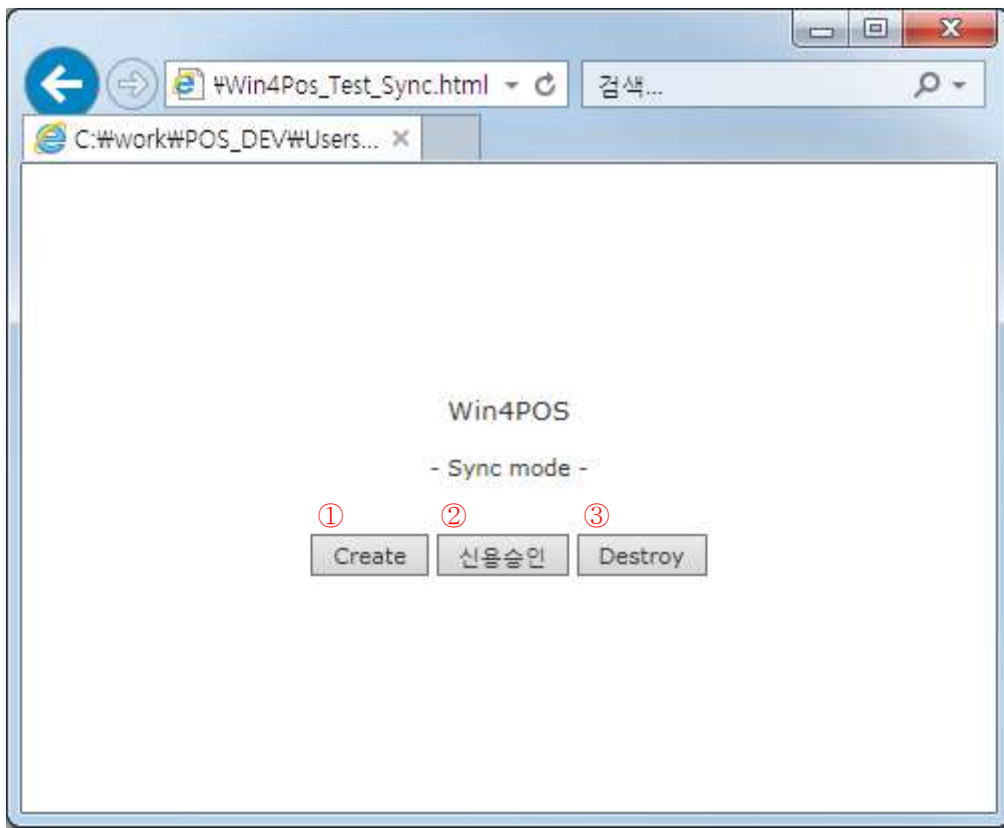 ₩Win4Pos_Test_Sync.html
검색...
C:₩work₩POS_DEV₩Users...
Win4POS
- Sync mode -
① ② ③
Create 신용승인 Destroy